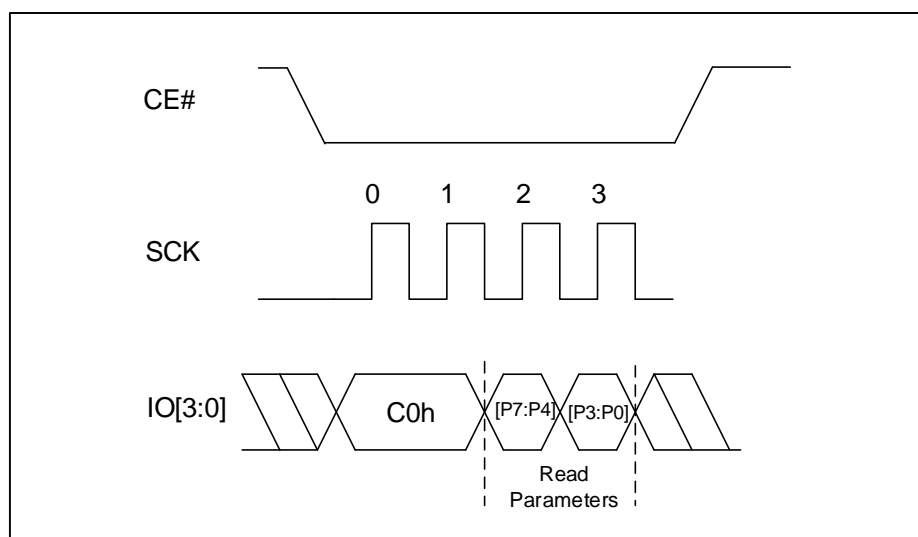 CE#
0 1 2 3
SCK
IO[3:0]
C0h
[P7:P4]
[P3:P0]
Read
Parameters